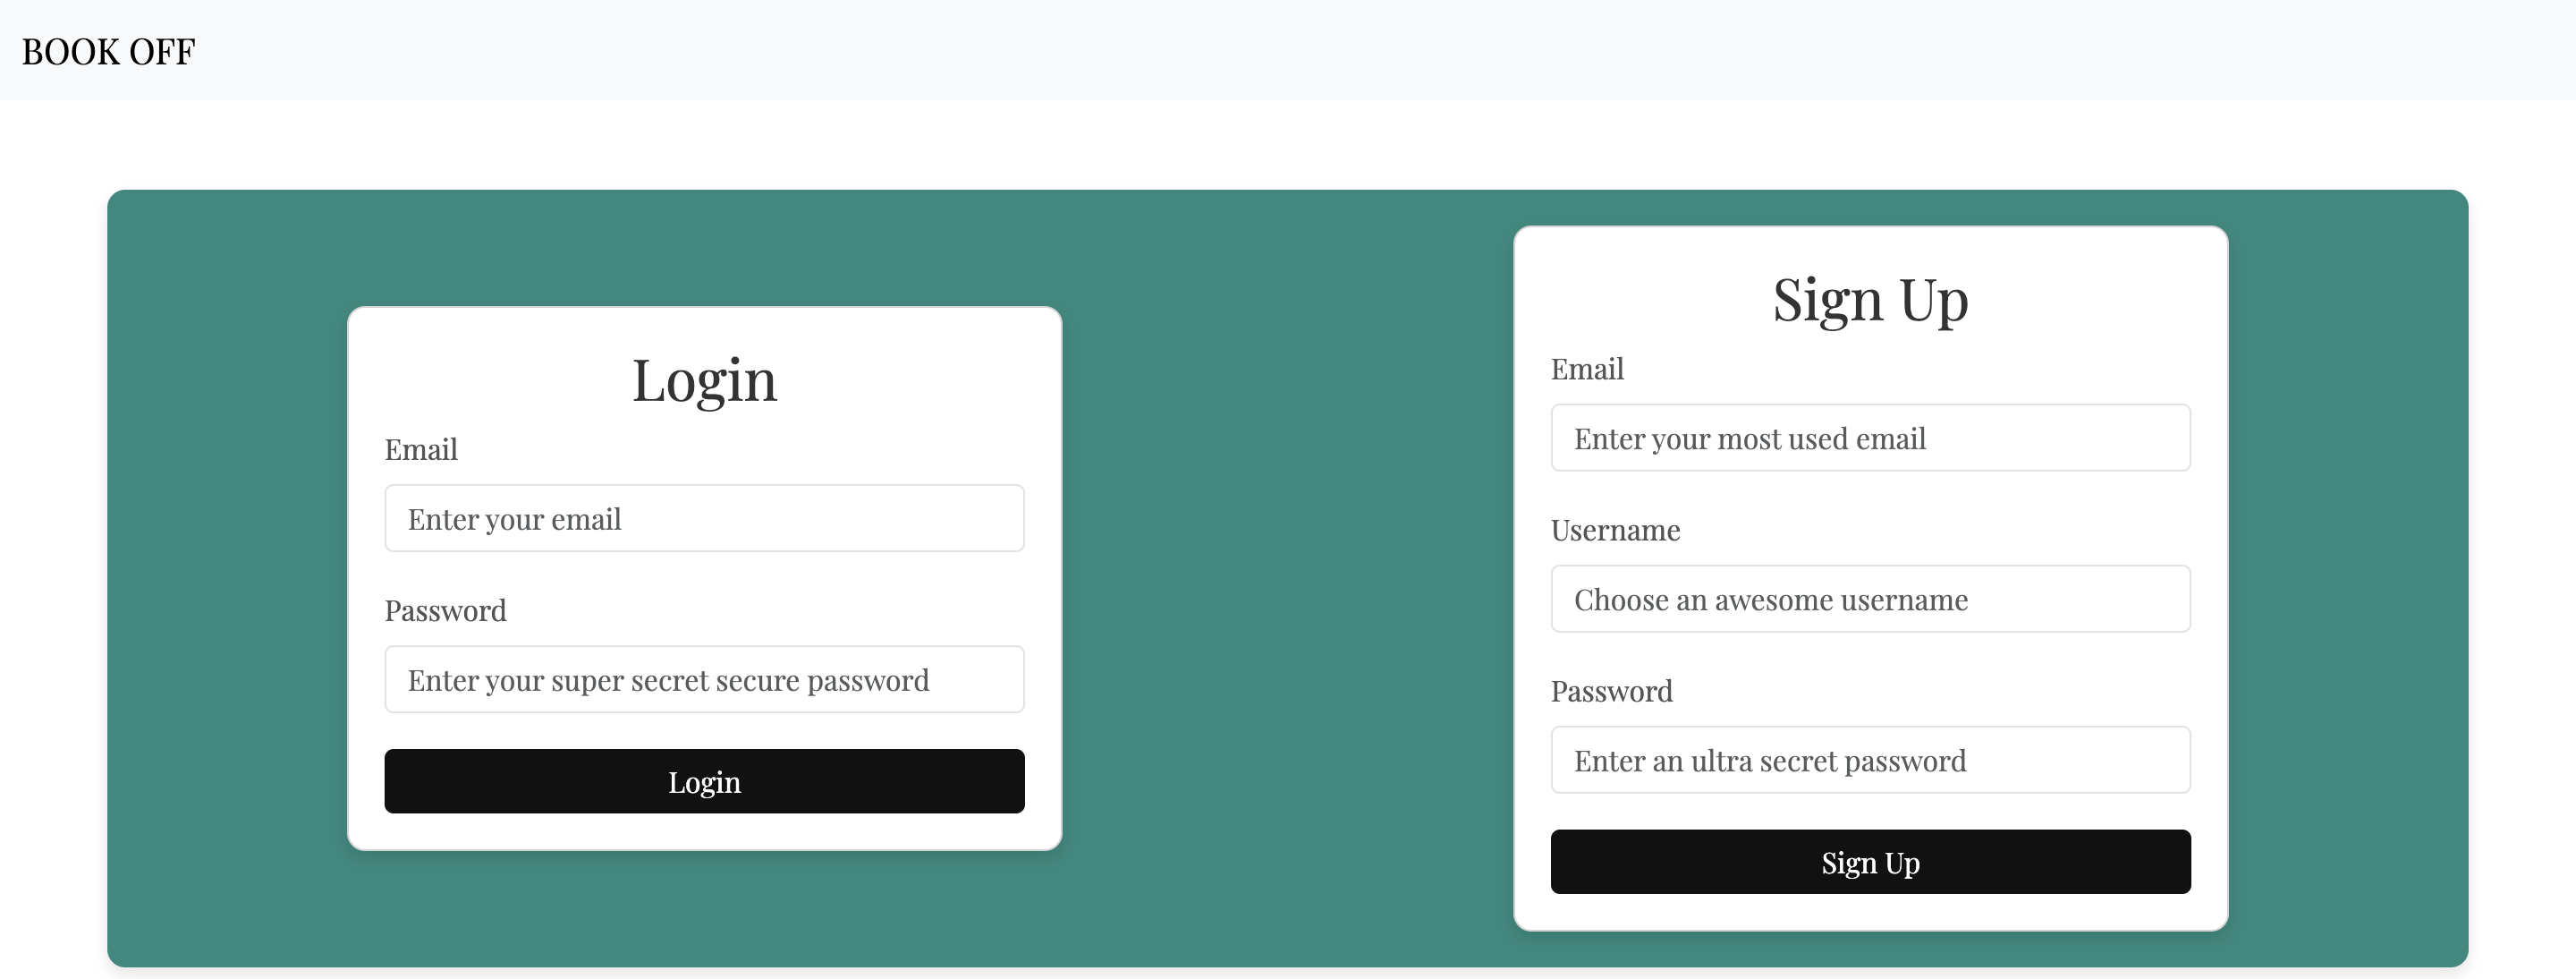 BOOK OFF
Login
Email
Enter your email
Password
Enter your super secret secure password
Login
Sign Up
Email
Enter your most used email
Username
Choose an awesome username
Password
Enter an ultra secret password
Sign Up